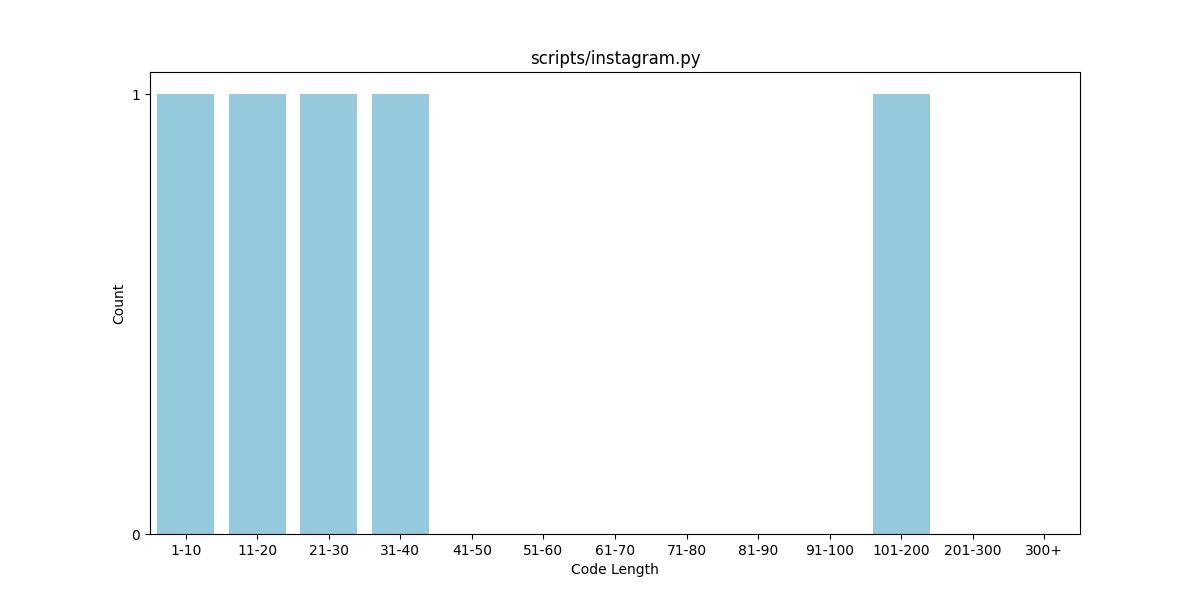 scripts/instagram.py
1
Count
0
1-10 11-20 21-30 31-40 41-50 51-60 61-70 71-80 81-90 91-100 101-200 201-300 300+
Code Length